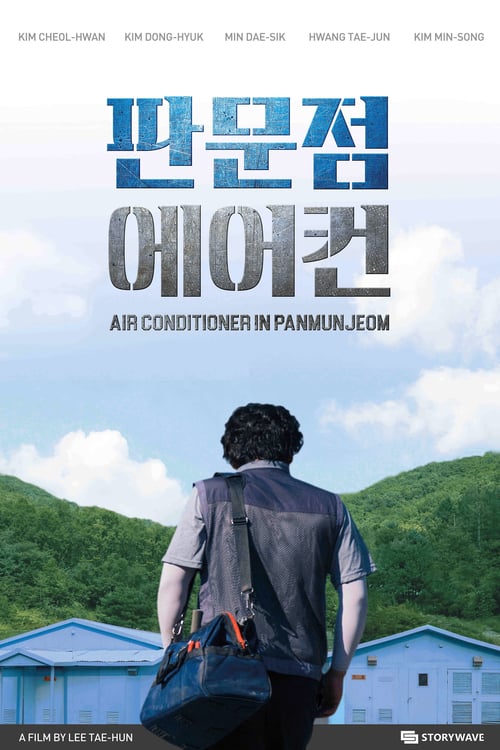 KIM CHEOL-HWAN KIM DONG-HYUK MIN DAE-SIK HWANG TAE-JUN KIM MIN-SONG
판문점
에어컨
AIR CONDITIONER IN PANMUNJEOM
A FILM BY LEE TAE-HUN STORYWAVE